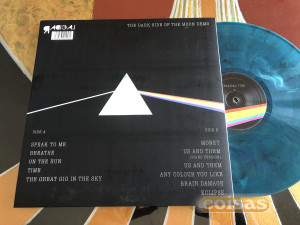 THE DARK SIDE OF THE MOON DEMO
SIDE A
SPEAK TO ME
BREATHE
ON THE RUN
TIME
THE GREAT GIG IN THE SKY
SIDE B
MONEY
US AND THEM
US AND THEM
ANY COLOUR YOU LIKE
BRAIN DAMAGE
ECLIPSE
coisas